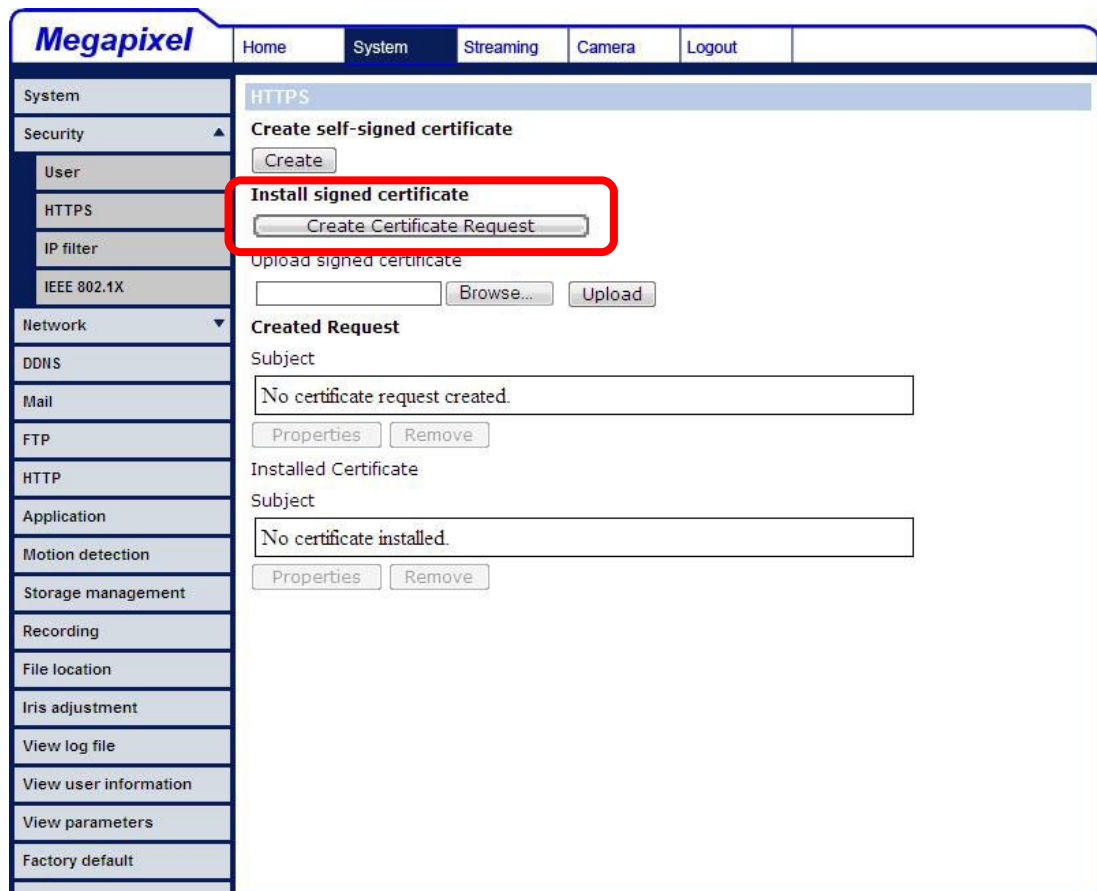 Megapixel
Home System Streaming Camera Logout
System
Security
User
HTTPS
IP filter
IEEE 802.1X
Network
DDNS
Mail
FTP
HTTP
Application
Motion detection
Storage management
Recording
File location
Iris adjustment
View log file
View user information
View parameters
Factory default
HTTPS
Create self-signed certificate
Create
Install signed certificate
Create Certificate Request
Upload signed certificate
Browse... Upload
Created Request
Subject
No certificate request created.
Properties Remove
Installed Certificate
Subject
No certificate installed.
Properties Remove